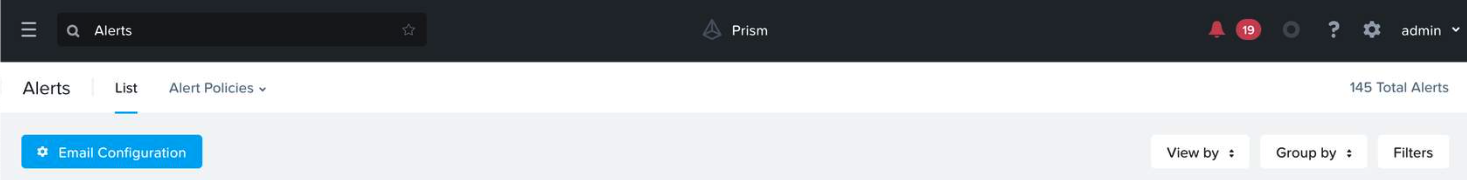 Alerts Prism 19 ? admin
Alerts List Alert Policies 145 Total Alerts
Email Configuration View by Group by Filters